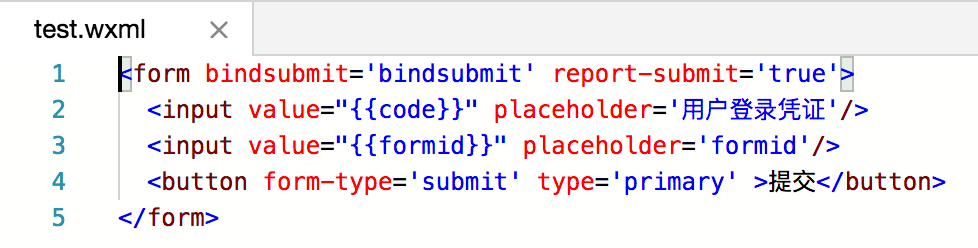 test.wxml ×
1 <form bindsubmit='bindsubmit' report-submit='true'>
2   <input value="{{code}}" placeholder='用户登录凭证'/>
3   <input value="{{formid}}" placeholder='formid'/>
4   <button form-type='submit' type='primary' >提交</button>
5 </form>